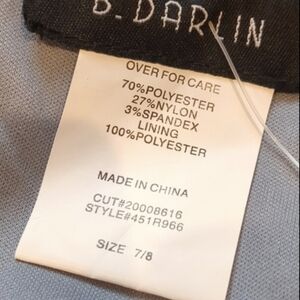 B. DARLIN
OVER FOR CARE
70%POLYESTER
27%NYLON
3%SPANDEX
LINING
100%POLYESTER
MADE IN CHINA
CUT#20008616
STYLE#451R966
SIZE 7/8